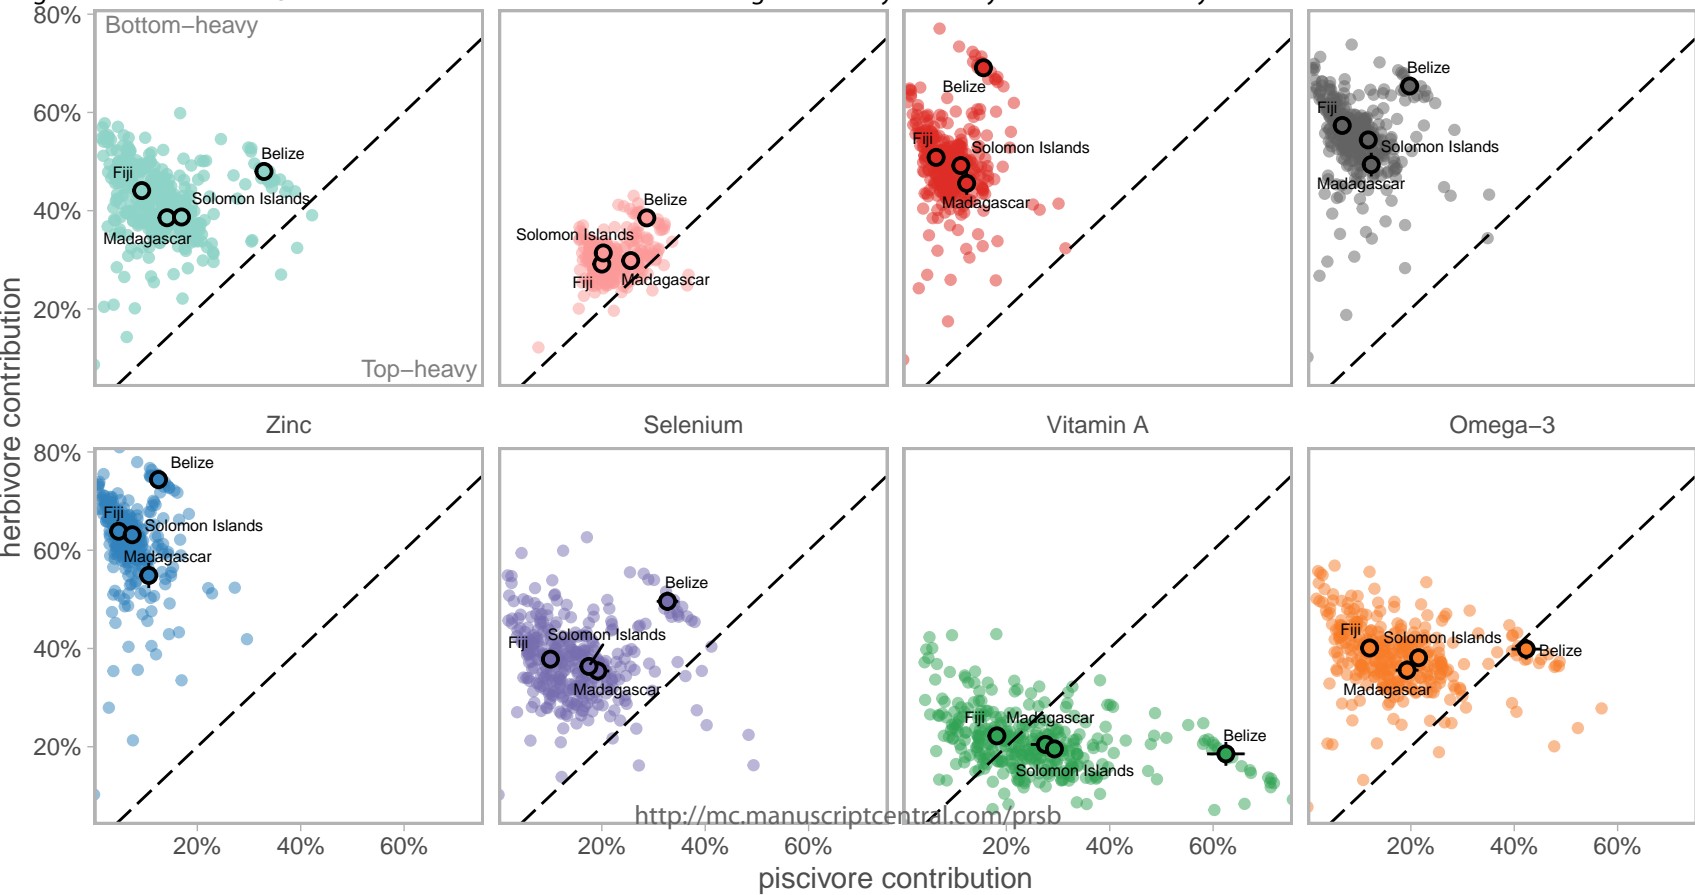 80%
Bottom−heavy
Belize
Belize
Fiji
60%
Fiji
Solomon Islands
Belize
Fiji
Solomon Islands
Solomon Islands
Belize
Madagascar
40%
Madagascar
Solomon Islands
Madagascar
Fiji
Madagascar
20%
Top−heavy
herbivore contribution
Zinc
Selenium
Vitamin A
Omega−3
80%
Belize
Fiji
Solomon Islands
60%
Madagascar
Belize
Fiji
Solomon Islands
Fiji
Solomon Islands
40%
Belize
Madagascar
Madagascar
Fiji
Madagascar
Belize
20%
Solomon Islands
http://mc.manuscriptcentral.com/prsb
20%
40%
60%
20%
40%
60%
20%
40%
60%
20%
40%
60%
piscivore contribution